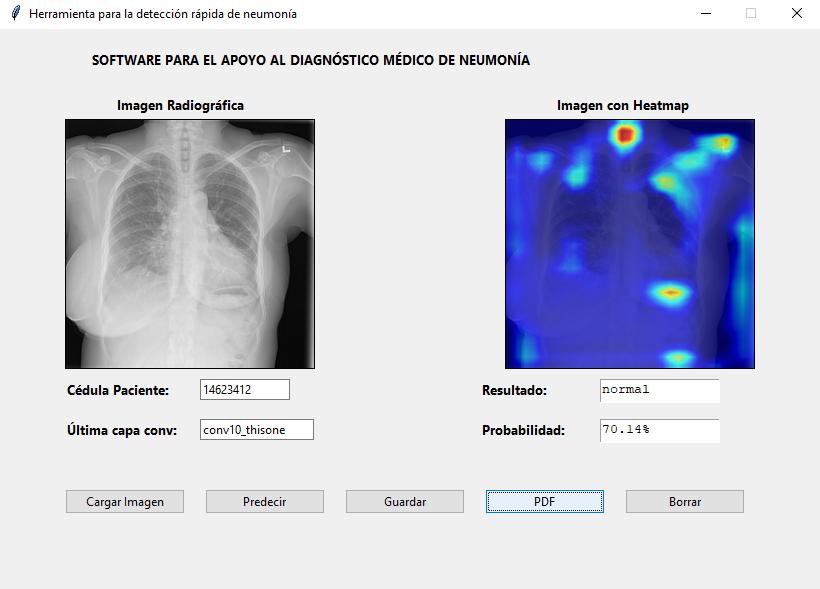 Herramienta para la detección rápida de neumonía
SOFTWARE PARA EL APOYO AL DIAGNÓSTICO MÉDICO DE NEUMONÍA
Imagen Radiográfica
Imagen con Heatmap
L
Cédula Paciente:
14623412
Resultado:
normal
Última capa conv:
conv10_thisone
Probabilidad:
70.14%
Cargar Imagen
Predecir
Guardar
PDF
Borrar